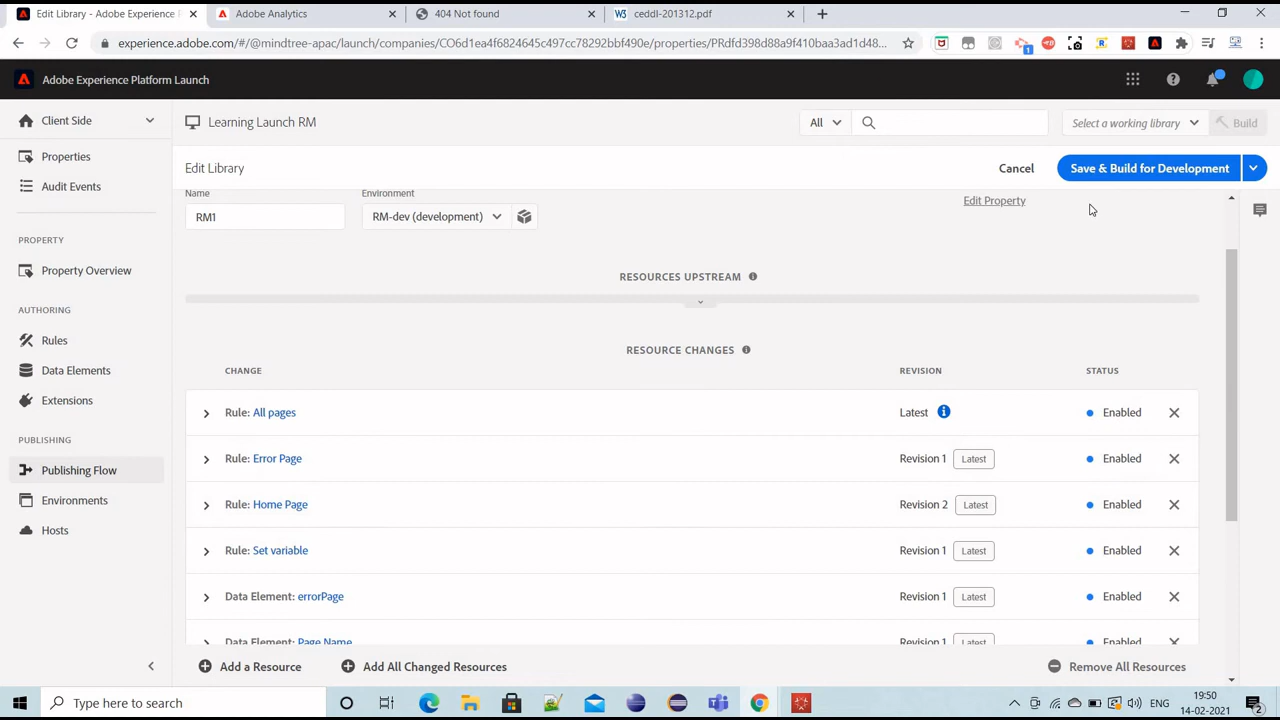 Edit Library - Adobe Experience P
Adobe Analytics
404 Not found
ceddl-201312.pdf
experience.adobe.com/#/@mindtree-apac/launch/companies/CO6d1ea4f6824645c497cc78292bbf490e/properties/PRdfd398d88a9f410baa3ad1d48...
Adobe Experience Platform Launch
Client Side
Learning Launch RM
All
Select a working library
Build
Properties
Edit Library
Cancel
Save & Build for Development
Audit Events
Name
Environment
Edit Property
RM1
RM-dev (development)
PROPERTY
Property Overview
RESOURCES UPSTREAM
AUTHORING
Rules
RESOURCE CHANGES
Data Elements
CHANGE
REVISION
STATUS
Extensions
Rule: All pages
Latest
Enabled
PUBLISHING
Rule: Error Page
Revision 1
Latest
Enabled
Publishing Flow
Environments
Rule: Home Page
Revision 2
Latest
Enabled
Hosts
Rule: Set variable
Revision 1
Latest
Enabled
Data Element: errorPage
Revision 1
Latest
Enabled
Data Element: Page Name
Revision 1
Latest
Enabled
Add a Resource
Add All Changed Resources
Remove All Resources
Type here to search
ENG
19:50
14-02-2021
2